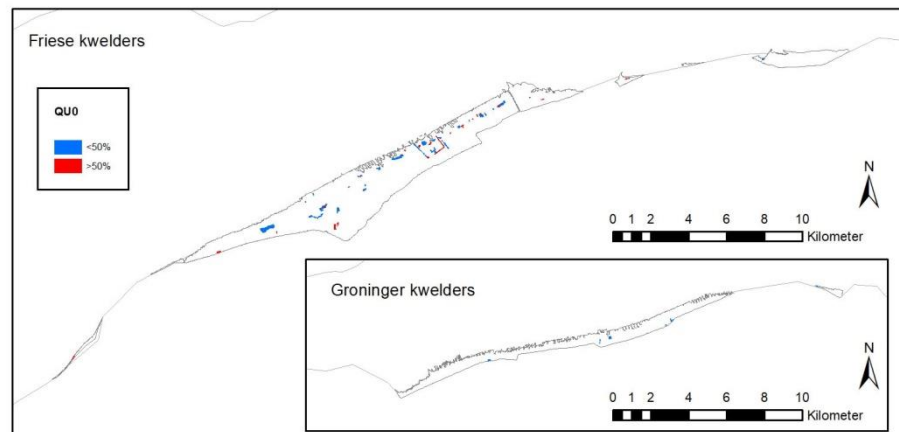 Friese kwelders
QU0
<50%
>50%
N
0 1 2 4 6 8 10
Kilometer
Groninger kwelders
N
0 1 2 4 6 8 10
Kilometer